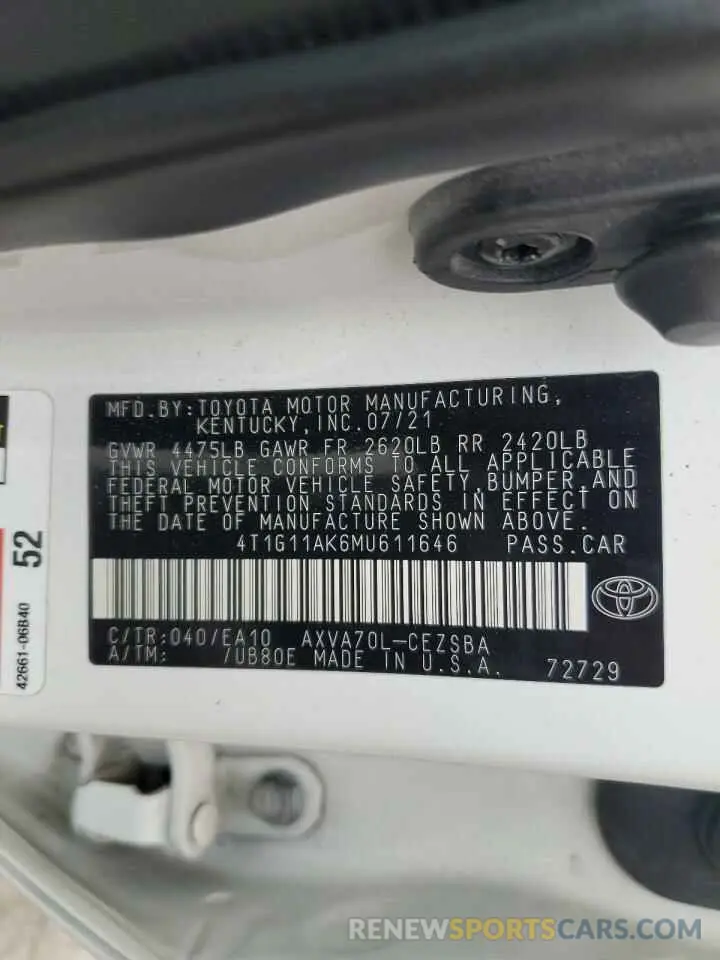 MFD.BY:TOYOTA MOTOR MANUFACTURING,
KENTUCKY,INC.07/21
GVWR 4475LB GAWR FR 2620LB RR 2420LB
THIS VEHICLE CONFORMS TO ALL APPLICABLE
FEDERAL MOTOR VEHICLE SAFETY,BUMPER,AND
THEFT PREVENTION STANDARDS IN EFFECT ON
THE DATE OF MANUFACTURE SHOWN ABOVE.
4T1G11AK6MU611646 PASS.CAR
C/TR:040/EA10 AXVA70L-CEZSBA
A/TM: /UB80E MADE IN U.S.A. 72729
52
42661-06B40
RENEWSPORTSCARS.COM